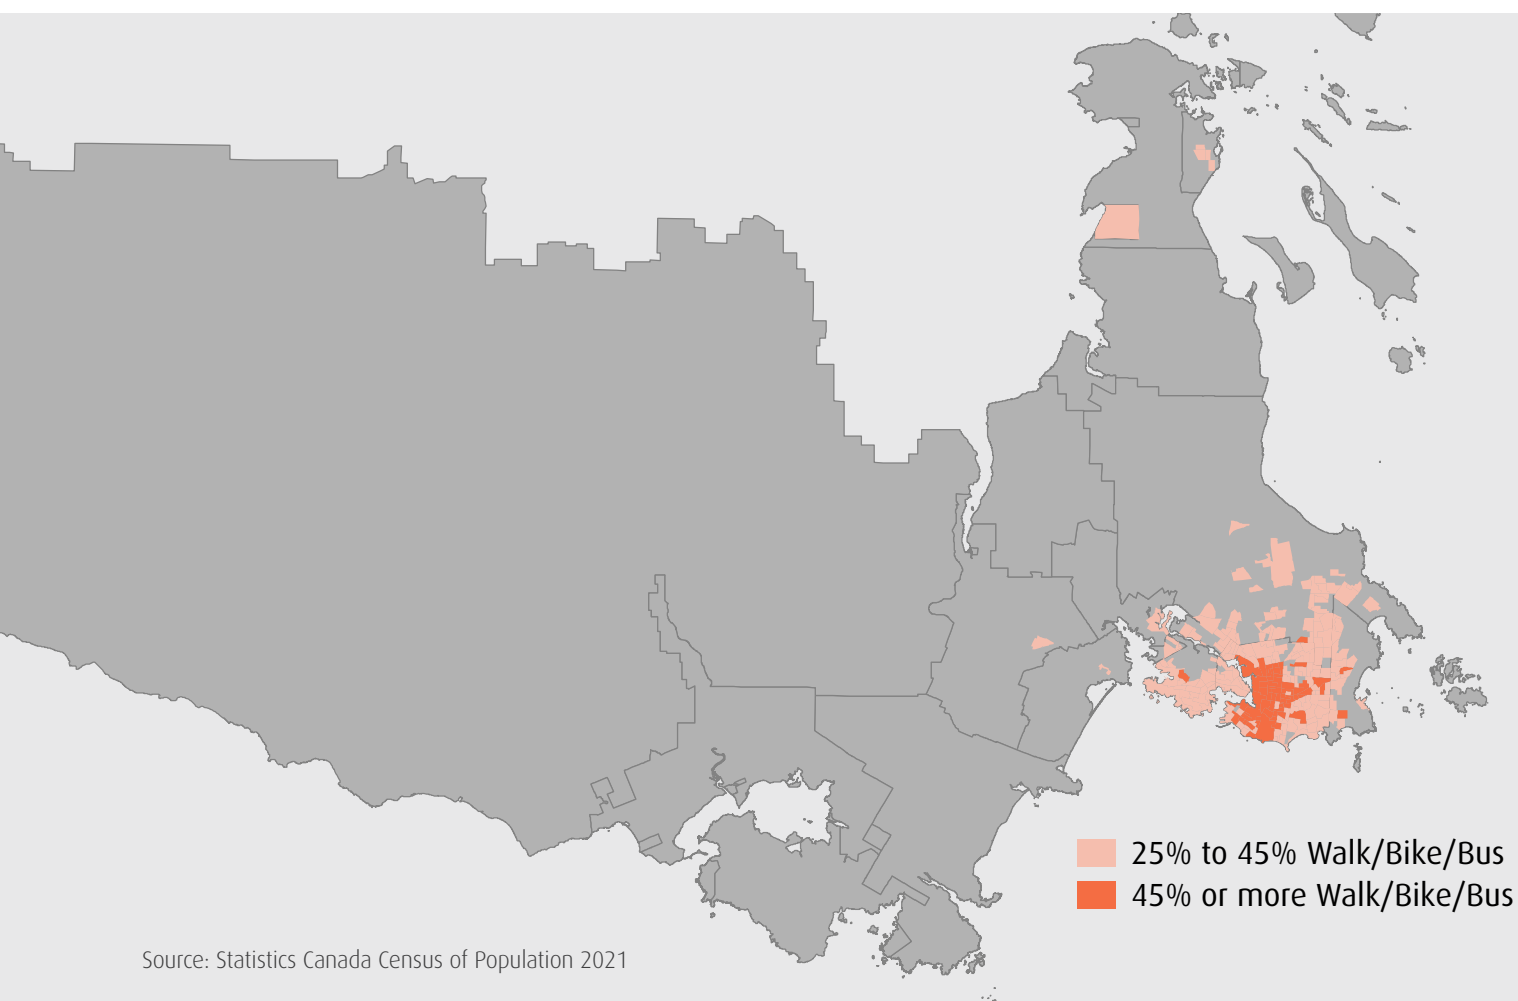 25% to 45% Walk/Bike/Bus
45% or more Walk/Bike/Bus
Source: Statistics Canada Census of Population 2021